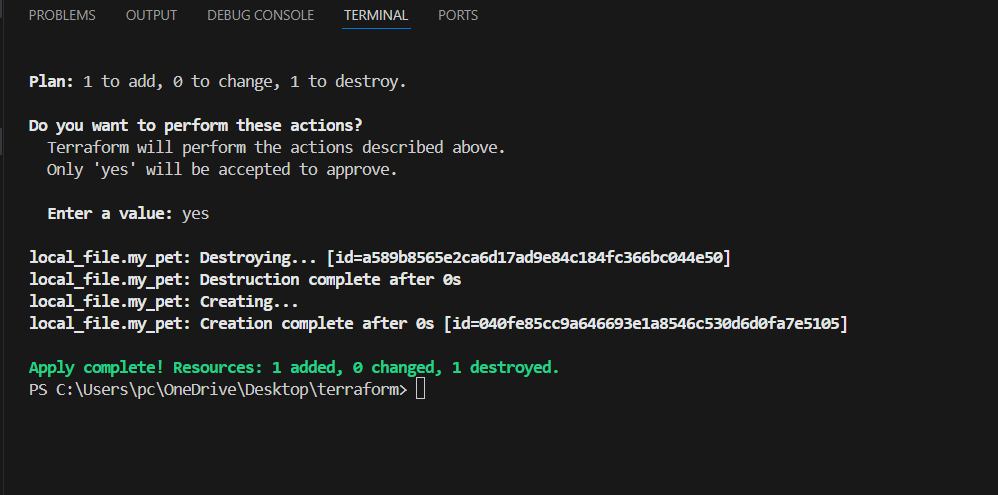 PROBLEMS OUTPUT DEBUG CONSOLE TERMINAL PORTS
Plan: 1 to add, 0 to change, 1 to destroy.
Do you want to perform these actions?
Terraform will perform the actions described above.
Only 'yes' will be accepted to approve.
Enter a value: yes
local_file.my_pet: Destroying... [id=a589b8565e2ca6d17ad9e84c184fc366bc044e50]
local_file.my_pet: Destruction complete after 0s
local_file.my_pet: Creating...
local_file.my_pet: Creation complete after 0s [id=040fe85cc9a646693e1a8546c530d6d0fa7e5105]
Apply complete! Resources: 1 added, 0 changed, 1 destroyed.
PS C:\Users\pc\OneDrive\Desktop\terraform>